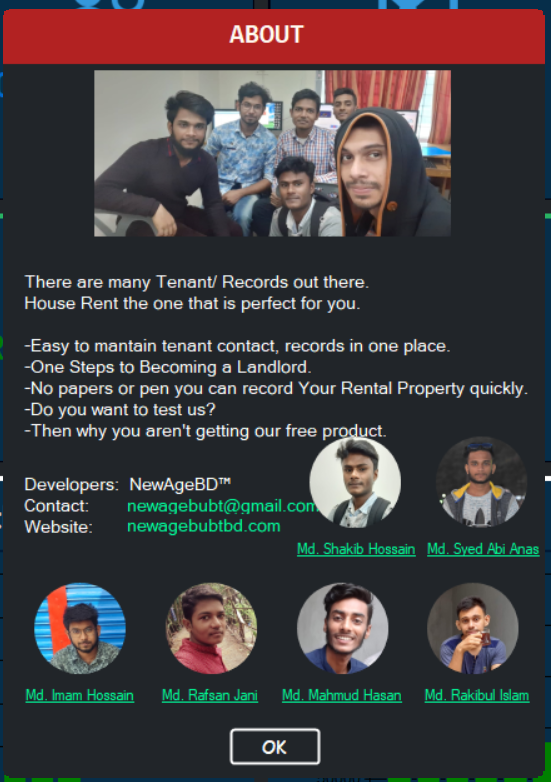 ABOUT
There are many Tenant/ Records out there.
House Rent the one that is perfect for you.
-Easy to mantain tenant contact, records in one place.
-One Steps to Becoming a Landlord.
-No papers or pen you can record Your Rental Property quickly.
-Do you want to test us?
-Then why you aren't getting our free product.
Developers: NewAgeBD™
Contact: newagebubt@gmail.com
Website: newagebubtbd.com
Md. Shakib Hossain Md. Syed Abi Anas
Md. Imam Hossain Md. Rafsan Jani Md. Mahmud Hasan Md. Rakibul Islam
OK